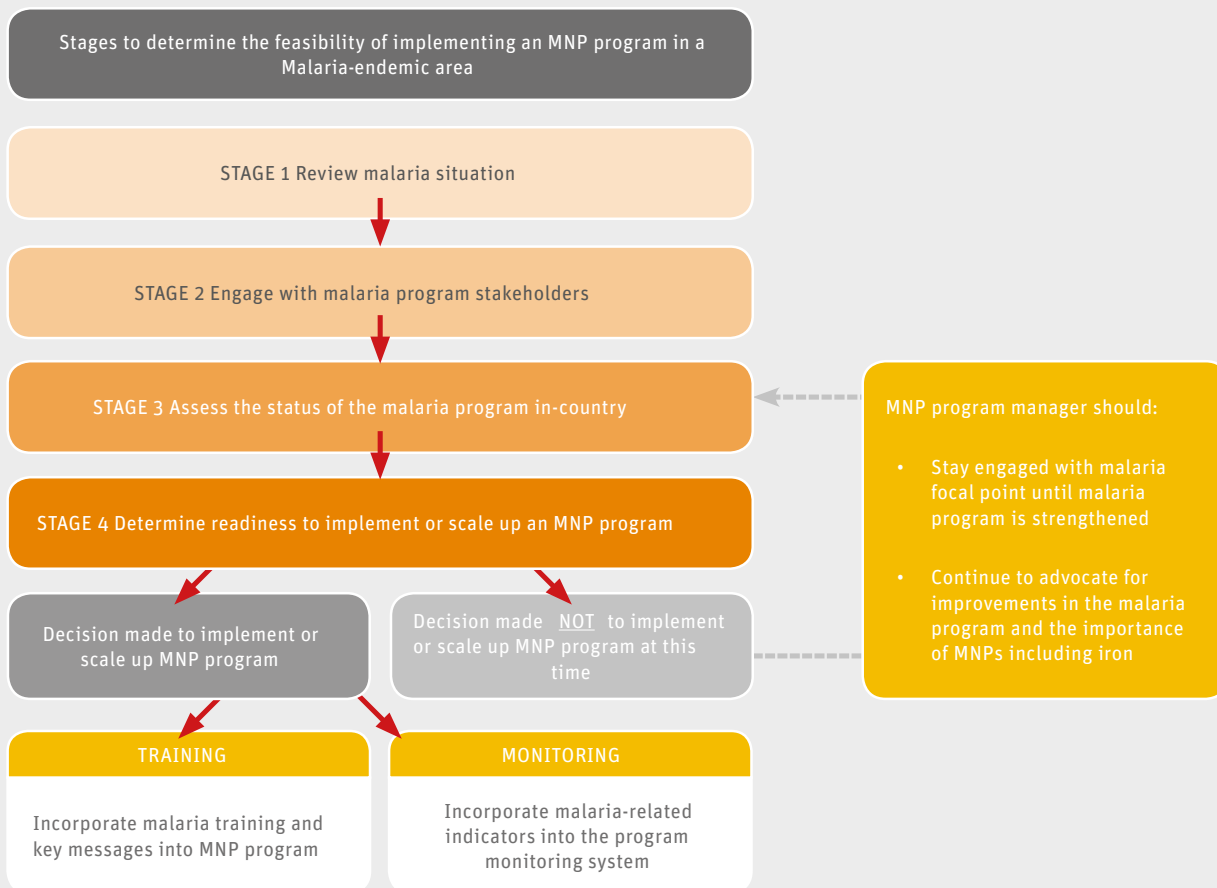 Stages to determine the feasibility of implementing an MNP program in a
Malaria-endemic area
STAGE 1 Review malaria situation
STAGE 2 Engage with malaria program stakeholders
STAGE 3 Assess the status of the malaria program in-country
STAGE 4 Determine readiness to implement or scale up an MNP program
Decision made to implement or
scale up MNP program
Decision made NOT to implement
or scale up MNP program at this
time
MNP program manager should:
• Stay engaged with malaria
focal point until malaria
program is strengthened
• Continue to advocate for
improvements in the malaria
program and the importance
of MNPs including iron
TRAINING
Incorporate malaria training and
key messages into MNP program
MONITORING
Incorporate malaria-related
indicators into the program
monitoring system